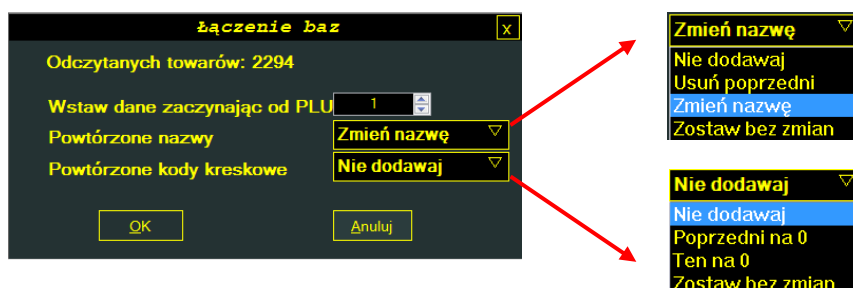 Łączenie baz
x
Odczytanych towarów: 2294
Wstaw dane zaczynając od PLU 1
Powtórzone nazwy Zmień nazwę
Powtórzone kody kreskowe Nie dodawaj
OK Anuluj
Zmień nazwę
Nie dodawaj
Usuń poprzedni
Zmień nazwę
Zostaw bez zmian
Nie dodawaj
Nie dodawaj
Poprzedni na 0
Ten na 0
Zostaw bez zmian